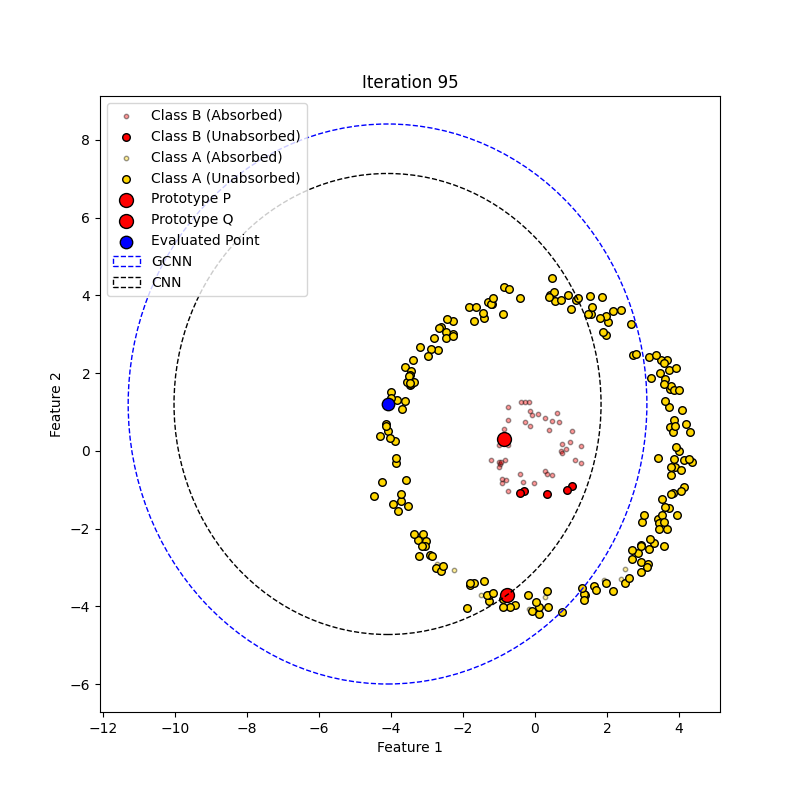 Iteration 95
Class B (Absorbed)
Class B (Unabsorbed)
Class A (Absorbed)
Class A (Unabsorbed)
Prototype P
Prototype Q
Evaluated Point
GCNN
CNN
8
6
4
2
0
−2
−4
−6
Feature 2
−12 −10 −8 −6 −4 −2 0 2 4
Feature 1